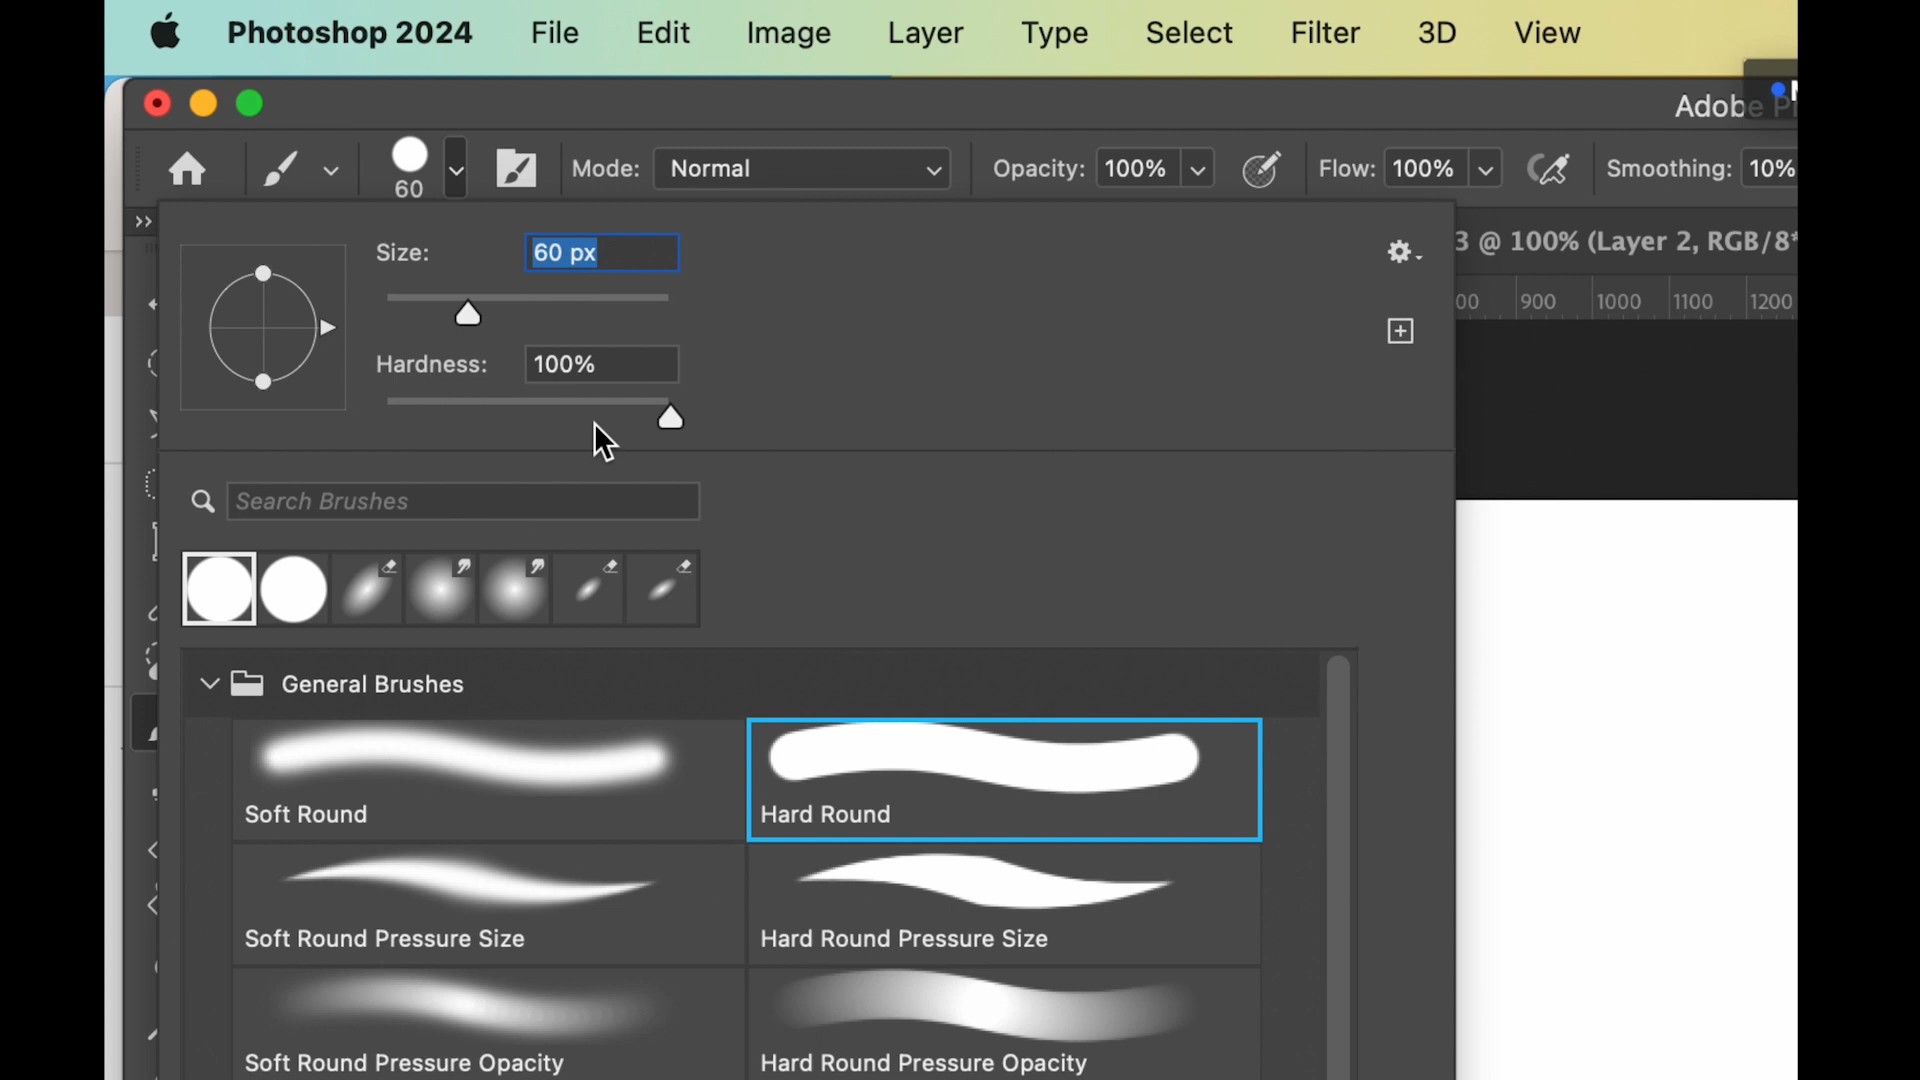 Photoshop 2024 File Edit Image Layer Type Select Filter 3D View
Adobe
60 Mode: Normal Opacity: 100% Flow: 100% Smoothing: 10%
Size: 60 px
3 @ 100% (Layer 2, RGB/8*
00 900 1000 1100 1200
Hardness: 100%
Search Brushes
General Brushes
Soft Round Hard Round
Soft Round Pressure Size Hard Round Pressure Size
Soft Round Pressure Opacity Hard Round Pressure Opacity